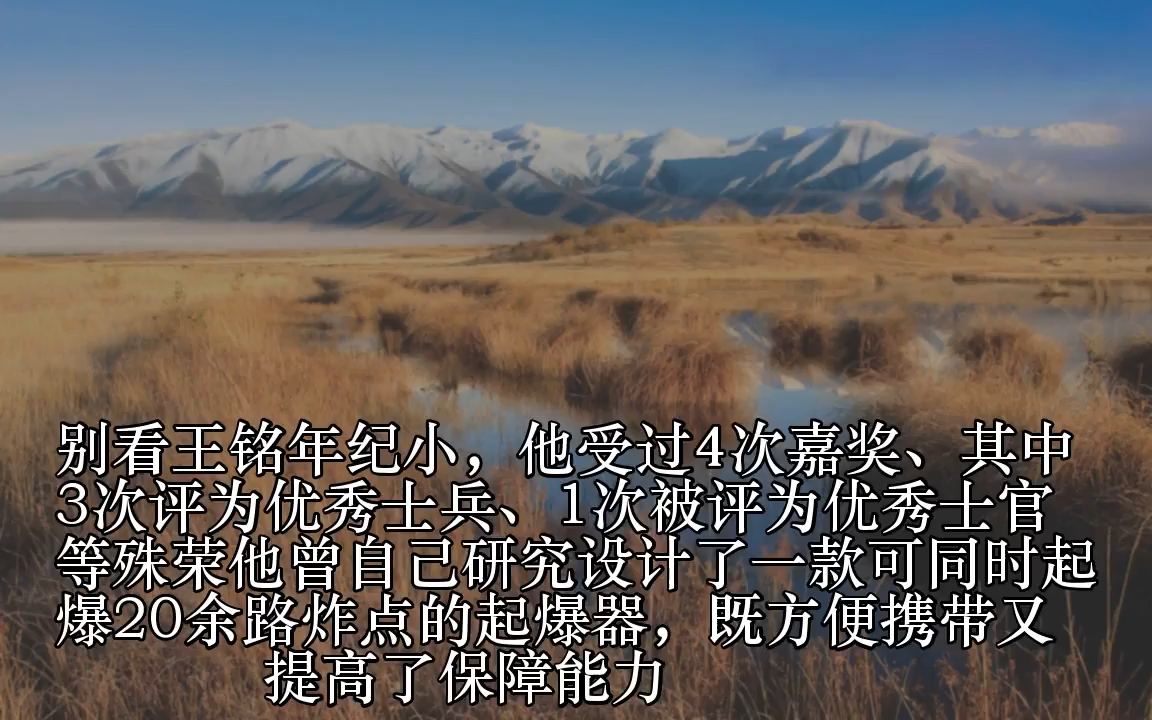 别看王铭年纪小，他受过4次嘉奖、其中
3次评为优秀士兵、1次被评为优秀士官
等殊荣他曾自己研究设计了一款可同时起
爆20余路炸点的起爆器，既方便携带又
提高了保障能力